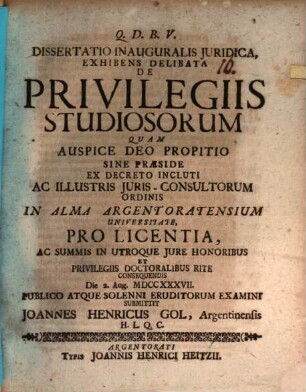 Q. D. B. V.
DISSERTATIO INAUGURALIS JURIDICA,
EXHIBENS DELIBATA
10.
DE
PRIVILEGIIS
STUDIOSORUM
QUAM
AUSPICE DEO PROPITIO
SINE PRÆSIDE
EX DECRETO INCLUTI
AC ILLUSTRIS JURIS-CONSULTORUM
ORDINIS
IN ALMA ARGENTORATENSIUM
UNIVERSITATE,
PRO LICENTIA,
AC SUMMIS IN UTROQUE JURE HONORIBUS
ET
PRIVILEGIIS DOCTORALIBUS RITE
CONSEQUENDIS
Die 2. Aug. MDCCXXXVII.
PUBLICO ATQUE SOLENNI ERUDITORUM EXAMINI
SUBMITTIT
JOANNES HENRICUS GOL, Argentinensis
H. L. Q. C.
ARGENTORATI
TYPIS JOANNIS HENRICI HEITZII.